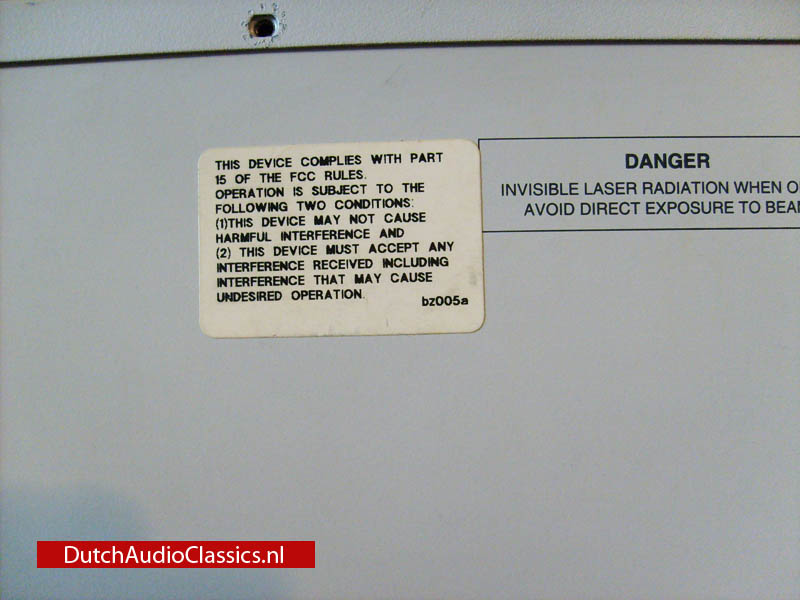 THIS DEVICE COMPLIES WITH PART
15 OF THE FCC RULES.
OPERATION IS SUBJECT TO THE
FOLLOWING TWO CONDITIONS:
(1)THIS DEVICE MAY NOT CAUSE
HARMFUL INTERFERENCE AND
(2) THIS DEVICE MUST ACCEPT ANY
INTERFERENCE RECEIVED INCLUDING
INTERFERENCE THAT MAY CAUSE
UNDESIRED OPERATION.
bz005a
DANGER
INVISIBLE LASER RADIATION WHEN
AVOID DIRECT EXPOSURE TO
DutchAudioClassics.nl